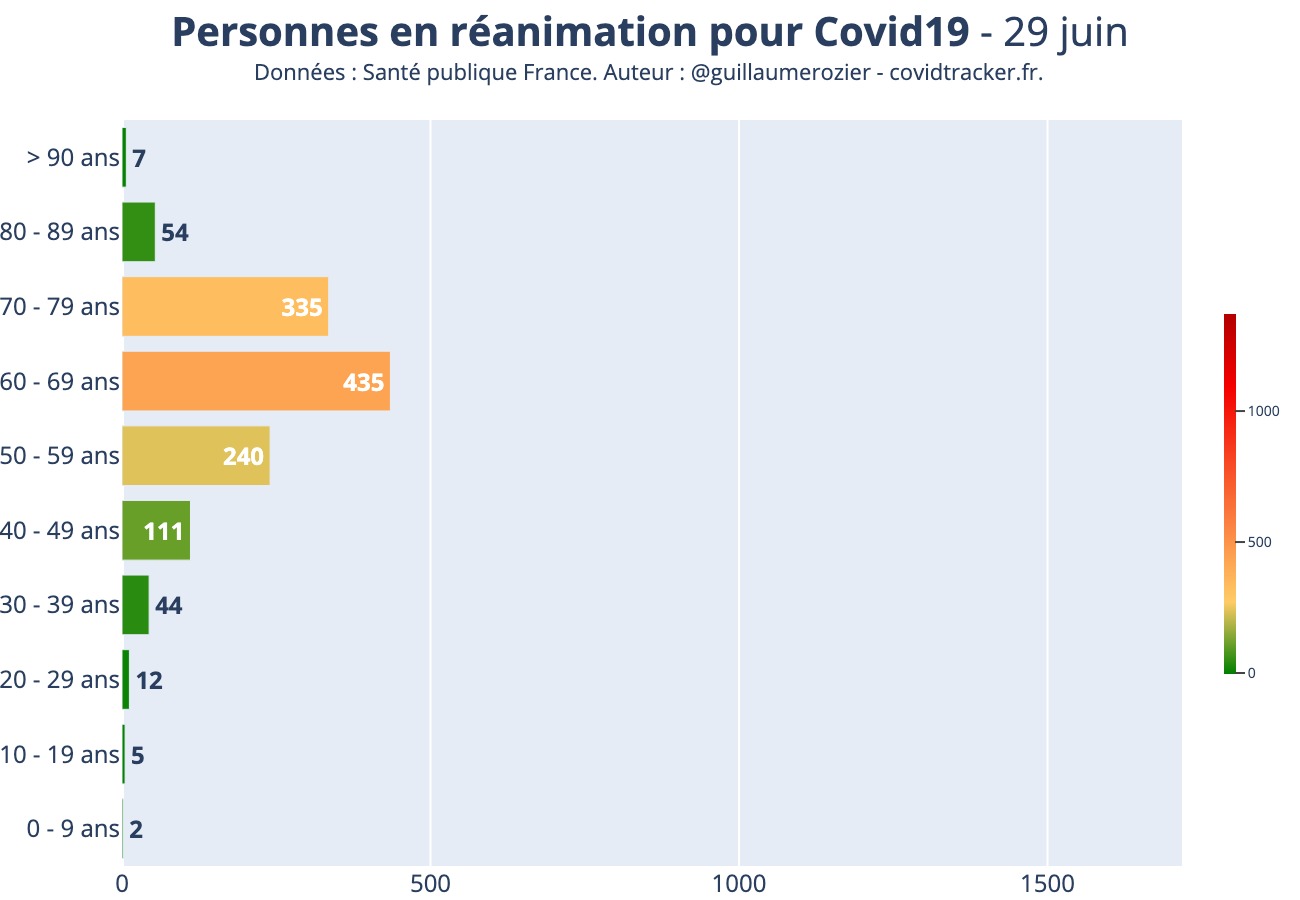 Personnes en réanimation pour Covid19 - 29 juin
Données : Santé publique France. Auteur : @guillaumerozier - covidtracker.fr.
> 90 ans 7
80 - 89 ans 54
70 - 79 ans 335
60 - 69 ans 435
50 - 59 ans 240
40 - 49 ans 111
30 - 39 ans 44
20 - 29 ans 12
10 - 19 ans 5
0 - 9 ans 2
0 500 1000 1500
1000
500
0